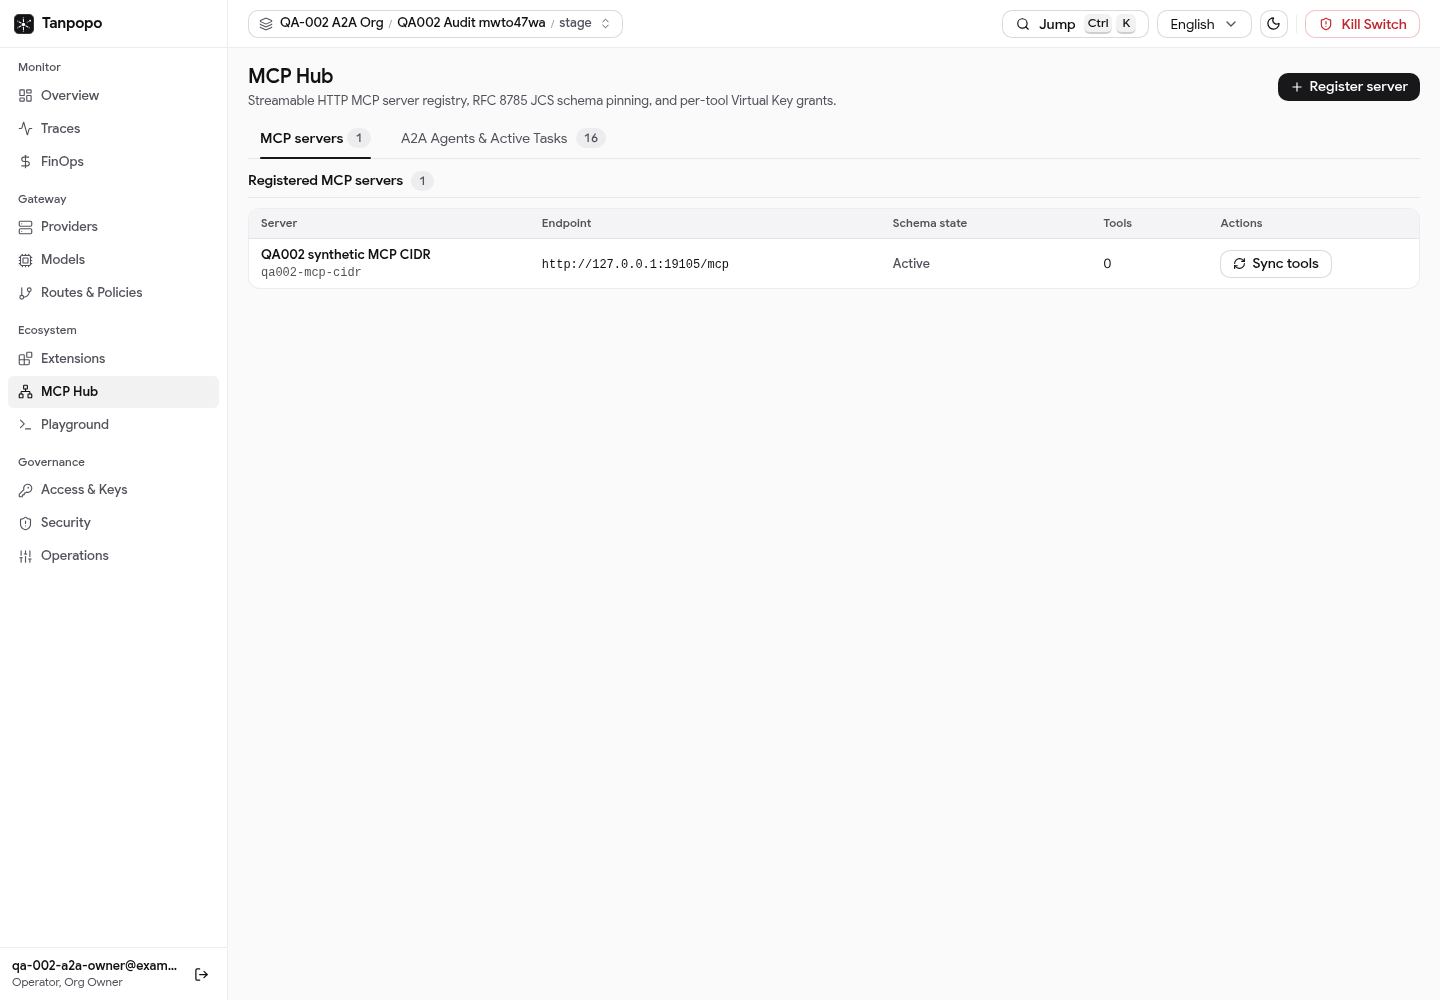 Tanpopo
QA-002 A2A Org / QA002 Audit mwto47wa / stage
Jump Ctrl K
English
Kill Switch
Monitor
Overview
Traces
FinOps
Gateway
Providers
Models
Routes & Policies
Ecosystem
Extensions
MCP Hub
Playground
Governance
Access & Keys
Security
Operations
qa-002-a2a-owner@exam...
Operator, Org Owner
MCP Hub
Streamable HTTP MCP server registry, RFC 8785 JCS schema pinning, and per-tool Virtual Key grants.
Register server
MCP servers 1 A2A Agents & Active Tasks 16
Registered MCP servers 1
Server Endpoint Schema state Tools Actions
QA002 synthetic MCP CIDR
qa002-mcp-cidr
http://127.0.0.1:19105/mcp
Active
0
Sync tools